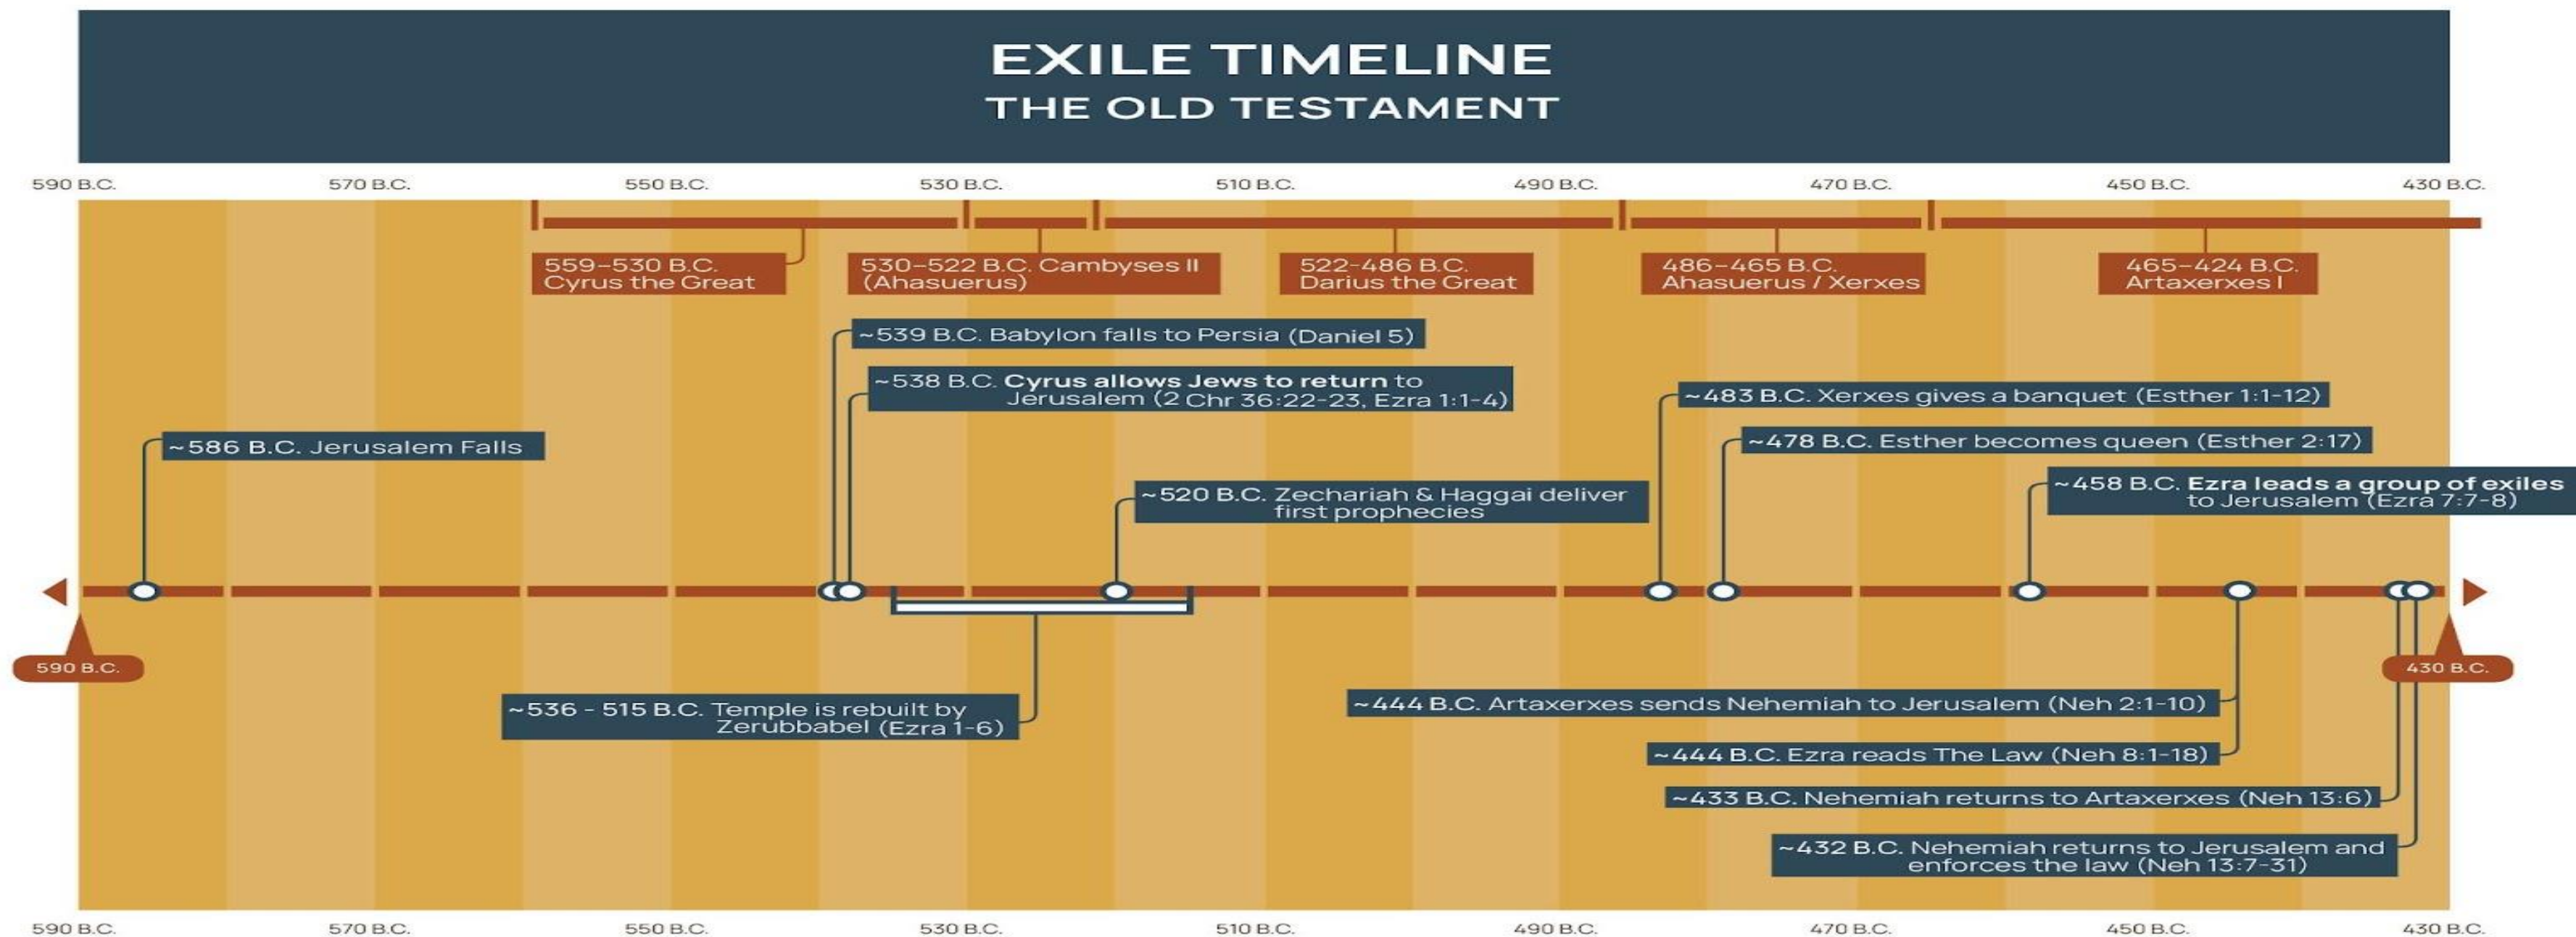 EXILE TIMELINE
THE OLD TESTAMENT
590 B.C. 570 B.C. 550 B.C. 530 B.C. 510 B.C. 490 B.C. 470 B.C. 450 B.C. 430 B.C.
559–530 B.C.
Cyrus the Great
530–522 B.C. Cambyses II
(Ahasuerus)
522-486 B.C.
Darius the Great
486–465 B.C.
Ahasuerus / Xerxes
465–424 B.C.
Artaxerxes I
~539 B.C. Babylon falls to Persia (Daniel 5)
~538 B.C. Cyrus allows Jews to return to
Jerusalem (2 Chr 36:22-23, Ezra 1:1-4)
~483 B.C. Xerxes gives a banquet (Esther 1:1-12)
~586 B.C. Jerusalem Falls
~478 B.C. Esther becomes queen (Esther 2:17)
~520 B.C. Zechariah & Haggai deliver
first prophecies
~458 B.C. Ezra leads a group of exiles
to Jerusalem (Ezra 7:7-8)
590 B.C.
430 B.C.
~536 - 515 B.C. Temple is rebuilt by
Zerubbabel (Ezra 1-6)
~444 B.C. Artaxerxes sends Nehemiah to Jerusalem (Neh 2:1-10)
~444 B.C. Ezra reads The Law (Neh 8:1-18)
~433 B.C. Nehemiah returns to Artaxerxes (Neh 13:6)
~432 B.C. Nehemiah returns to Jerusalem and
enforces the law (Neh 13:7-31)
590 B.C. 570 B.C. 550 B.C. 530 B.C. 510 B.C. 490 B.C. 470 B.C. 450 B.C. 430 B.C.